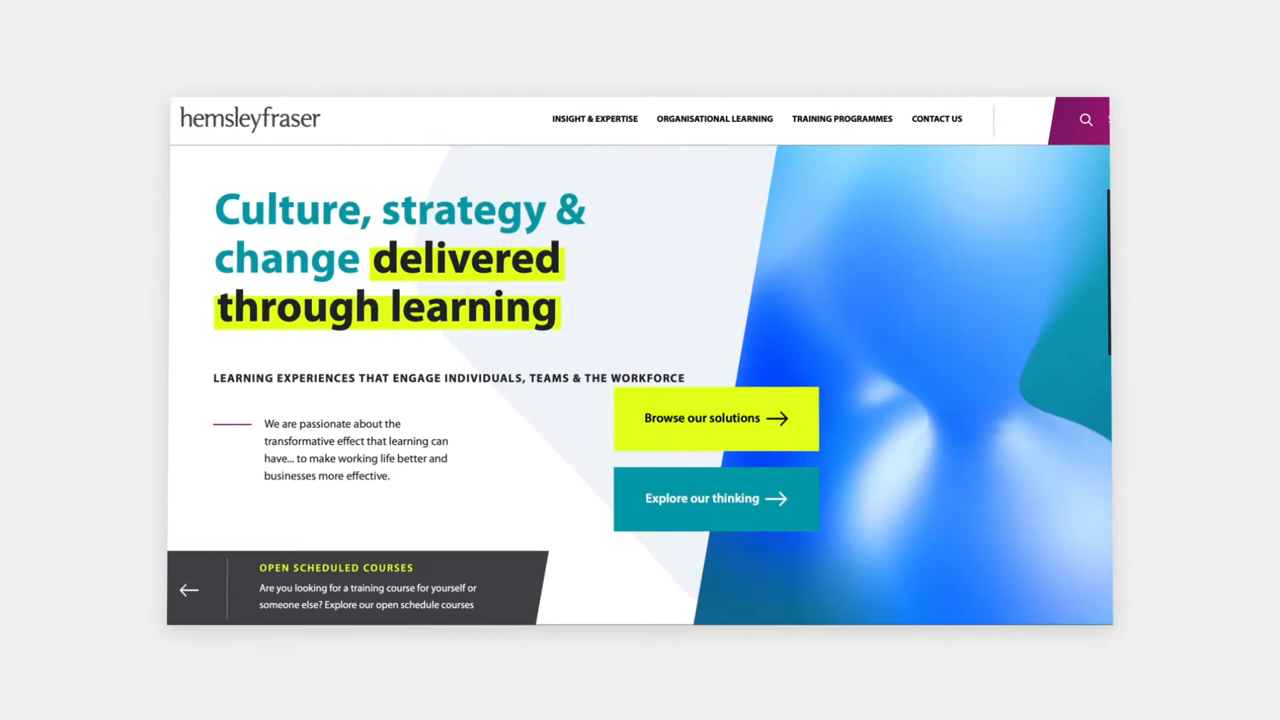 hemsleyfraser
INSIGHT & EXPERTISE ORGANISATIONAL LEARNING TRAINING PROGRAMMES CONTACT US
Culture, strategy &
change delivered
through learning
LEARNING EXPERIENCES THAT ENGAGE INDIVIDUALS, TEAMS & THE WORKFORCE
We are passionate about the
transformative effect that learning can
have... to make working life better and
businesses more effective.
Browse our solutions
Explore our thinking
OPEN SCHEDULED COURSES
Are you looking for a training course for yourself or
someone else? Explore our open schedule courses